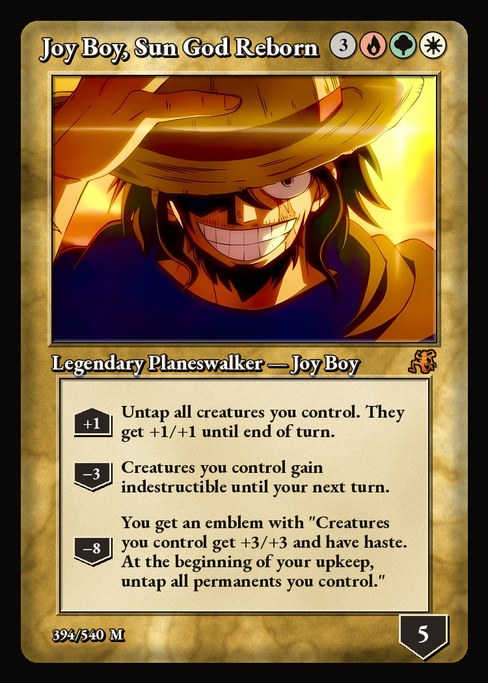 Joy Boy, Sun God Reborn 3
Legendary Planeswalker — Joy Boy
+1 Untap all creatures you control. They
get +1/+1 until end of turn.
−3 Creatures you control gain
indestructible until your next turn.
You get an emblem with "Creatures
−8 you control get +3/+3 and have haste.
At the beginning of your upkeep,
untap all permanents you control."
394/540 M 5